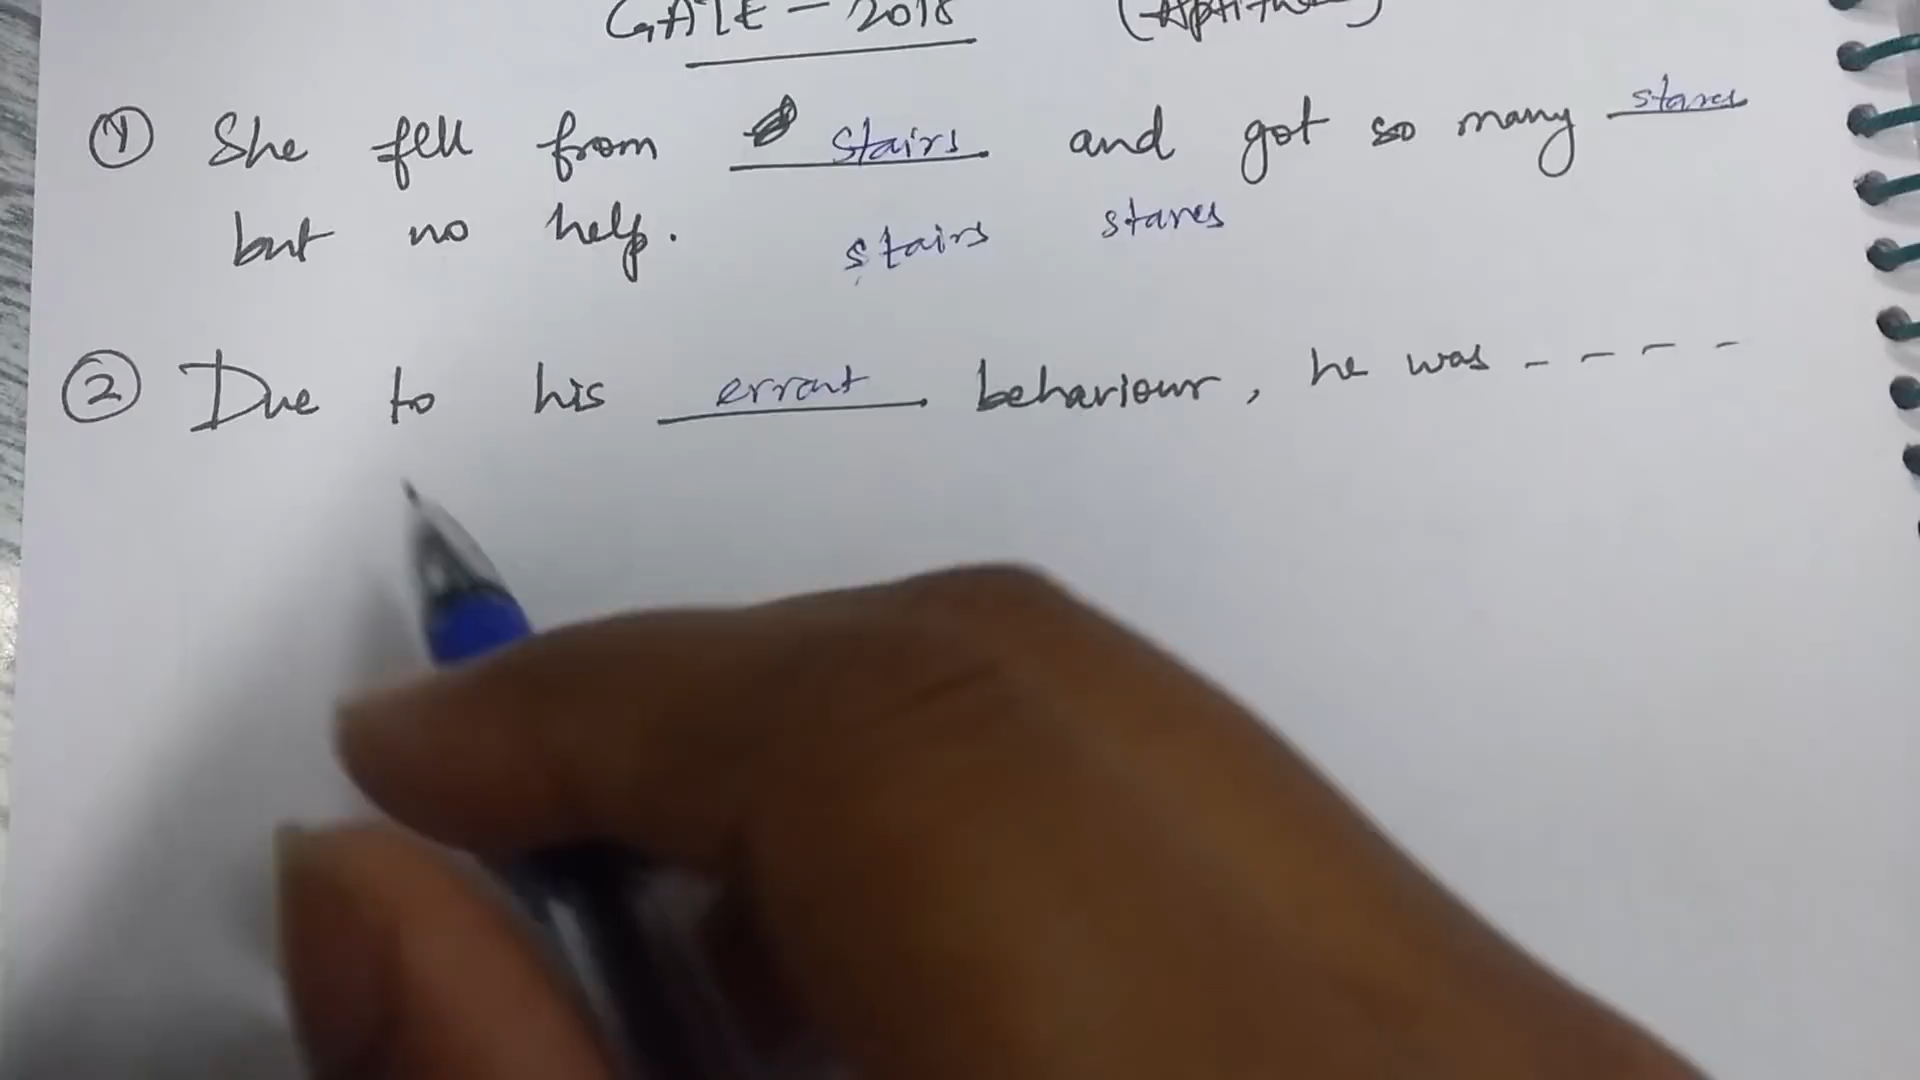 GATE - 2018 (Aptitude)
① She fell from stairs and got so many stares
but no help. stairs stares
② Due to his errant behaviour, he was - - - -